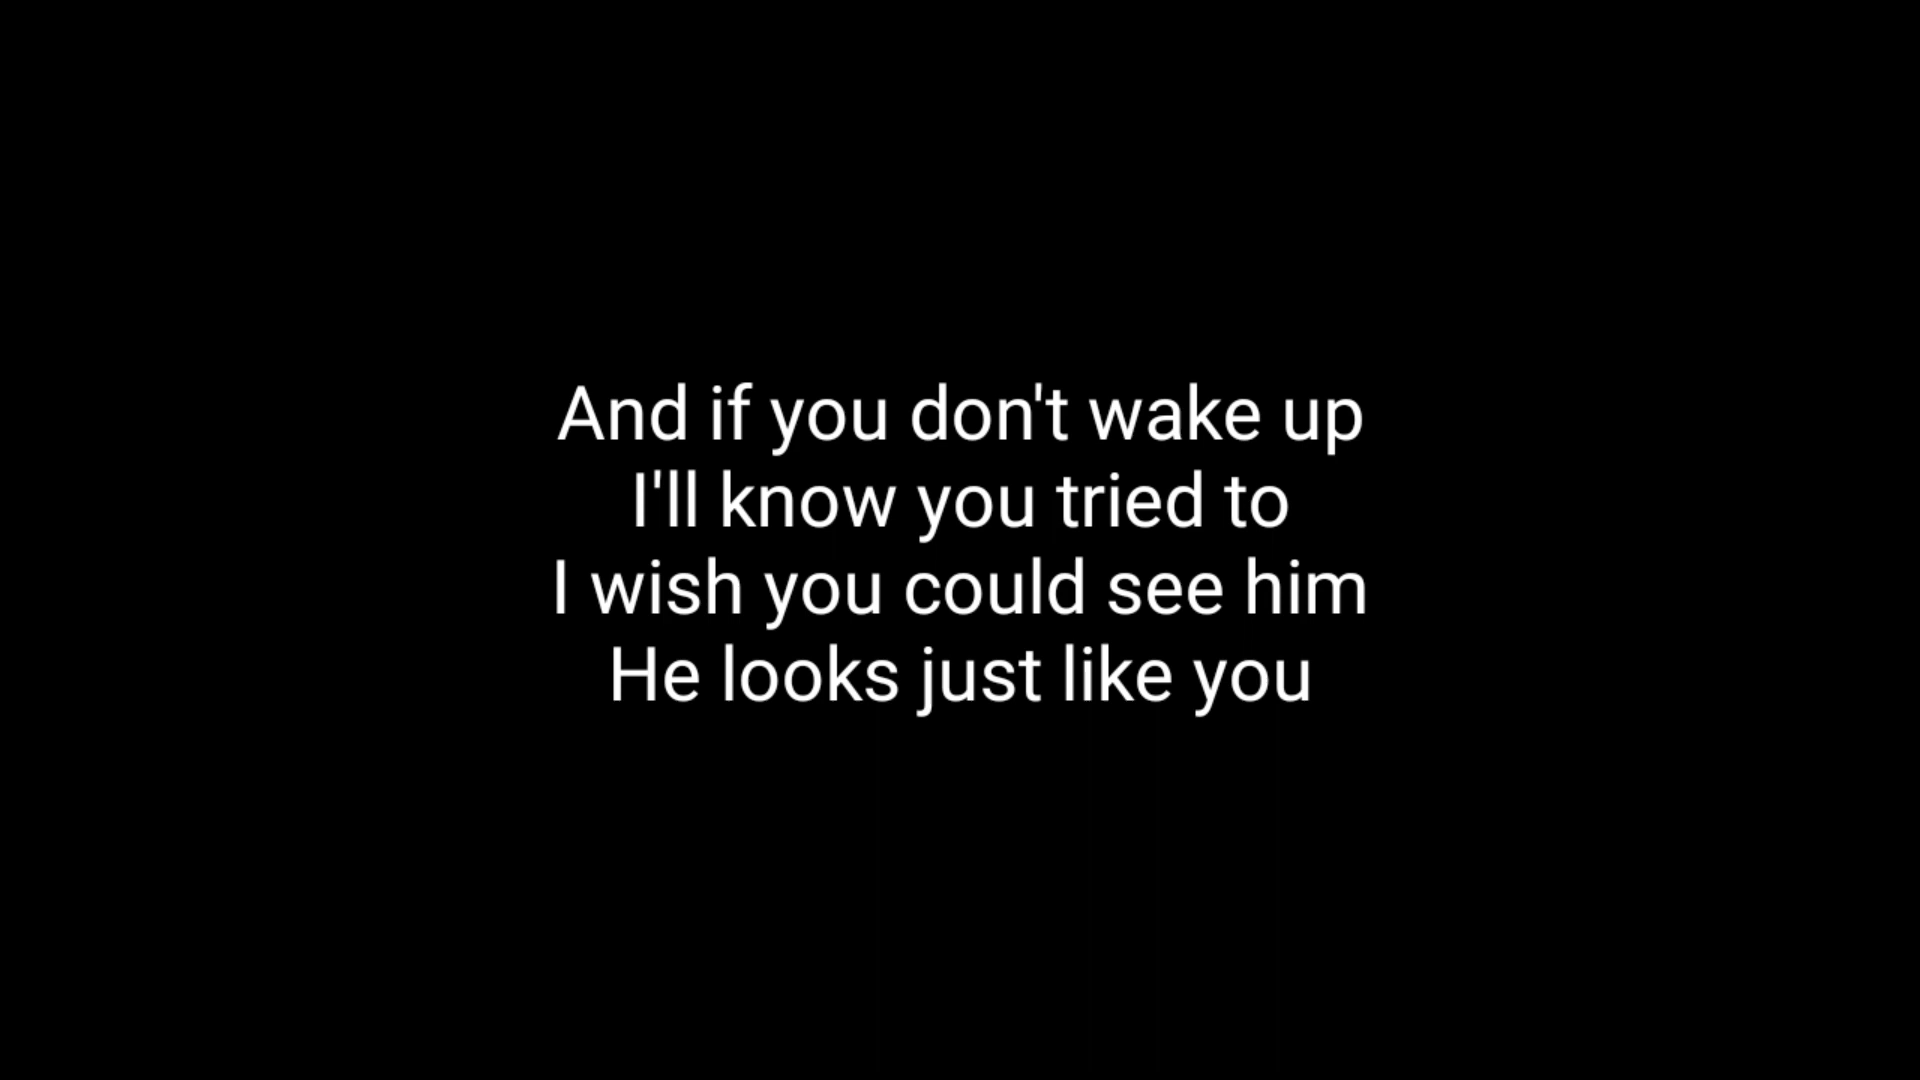 And if you don't wake up
I'll know you tried to
I wish you could see him
He looks just like you